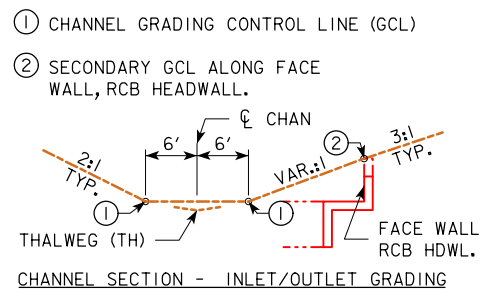 1 CHANNEL GRADING CONTROL LINE (GCL)
2 SECONDARY GCL ALONG FACE
WALL, RCB HEADWALL.
℄ CHAN
6' 6'
2 3:1
TYP.
2:1
TYP.
VAR.:1
1 1
THALWEG (TH)
FACE WALL
RCB HDWL.
CHANNEL SECTION - INLET/OUTLET GRADING